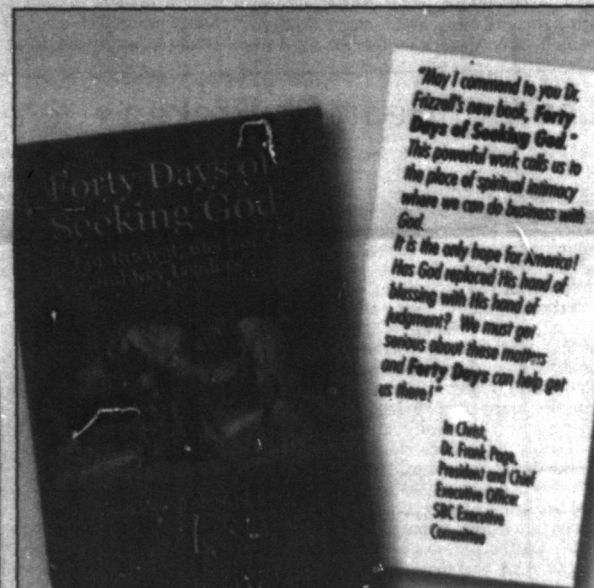 Forty Days of
Seeking God
"May I commend to you Dr.
Frizzell's new book, Forty
Days of Seeking God."
This powerful work calls us to
the place of spiritual intimacy
where we can do business with
God.
It is the only hope for America!
Has God replaced His hand of
blessing with His hand of
judgment? We must get
serious about these matters
and Forty Days can help get
us there!"
In Christ,
Dr. Frank Page,
President and Chief
Executive Officer
SBC Executive
Committee